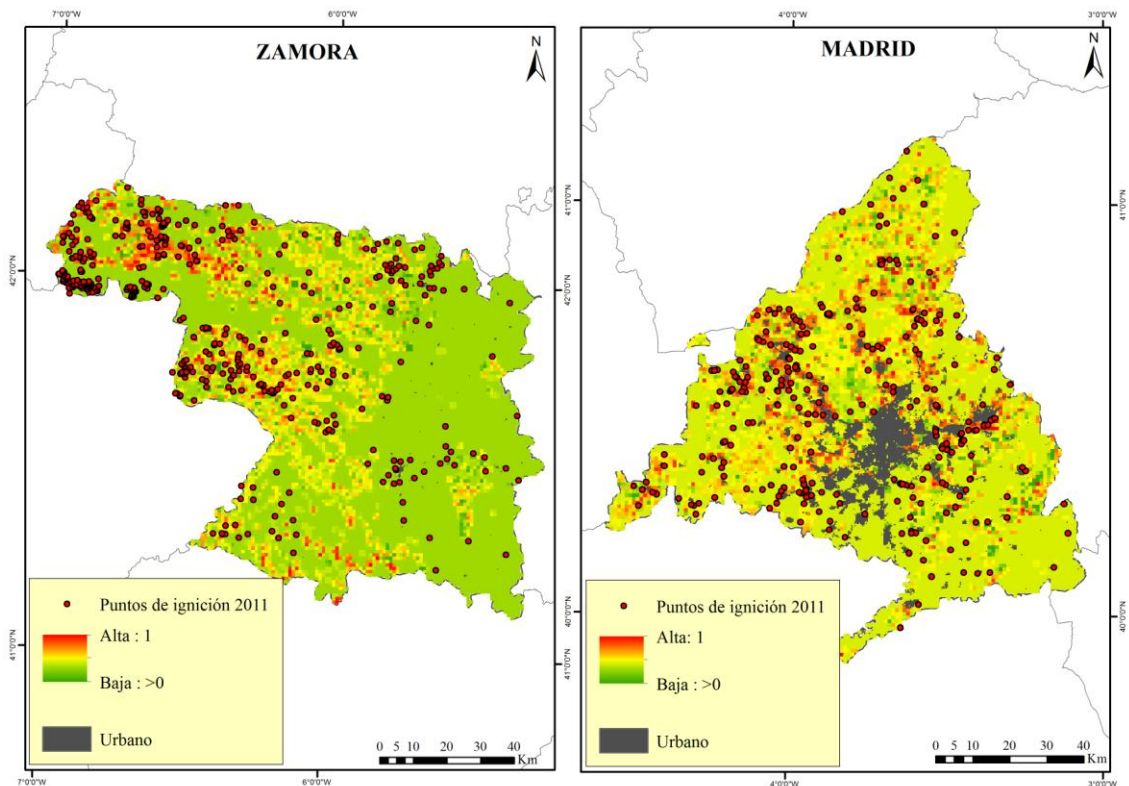 7°0'0"W
6°0'0"W
ZAMORA
N
42°0'0"N
42°0'0"N
41°0'0"N
41°0'0"N
Puntos de ignición 2011
Alta : 1
Baja : >0
Urbano
0 5 10 20 30 40
Km
7°0'0"W
6°0'0"W
4°0'0"W
3°0'0"W
MADRID
N
41°0'0"N
41°0'0"N
40°0'0"N
40°0'0"N
Puntos de ignición 2011
Alta: 1
Baja : >0
Urbano
0 5 10 20 30 40
Km
4°0'0"W
3°0'0"W